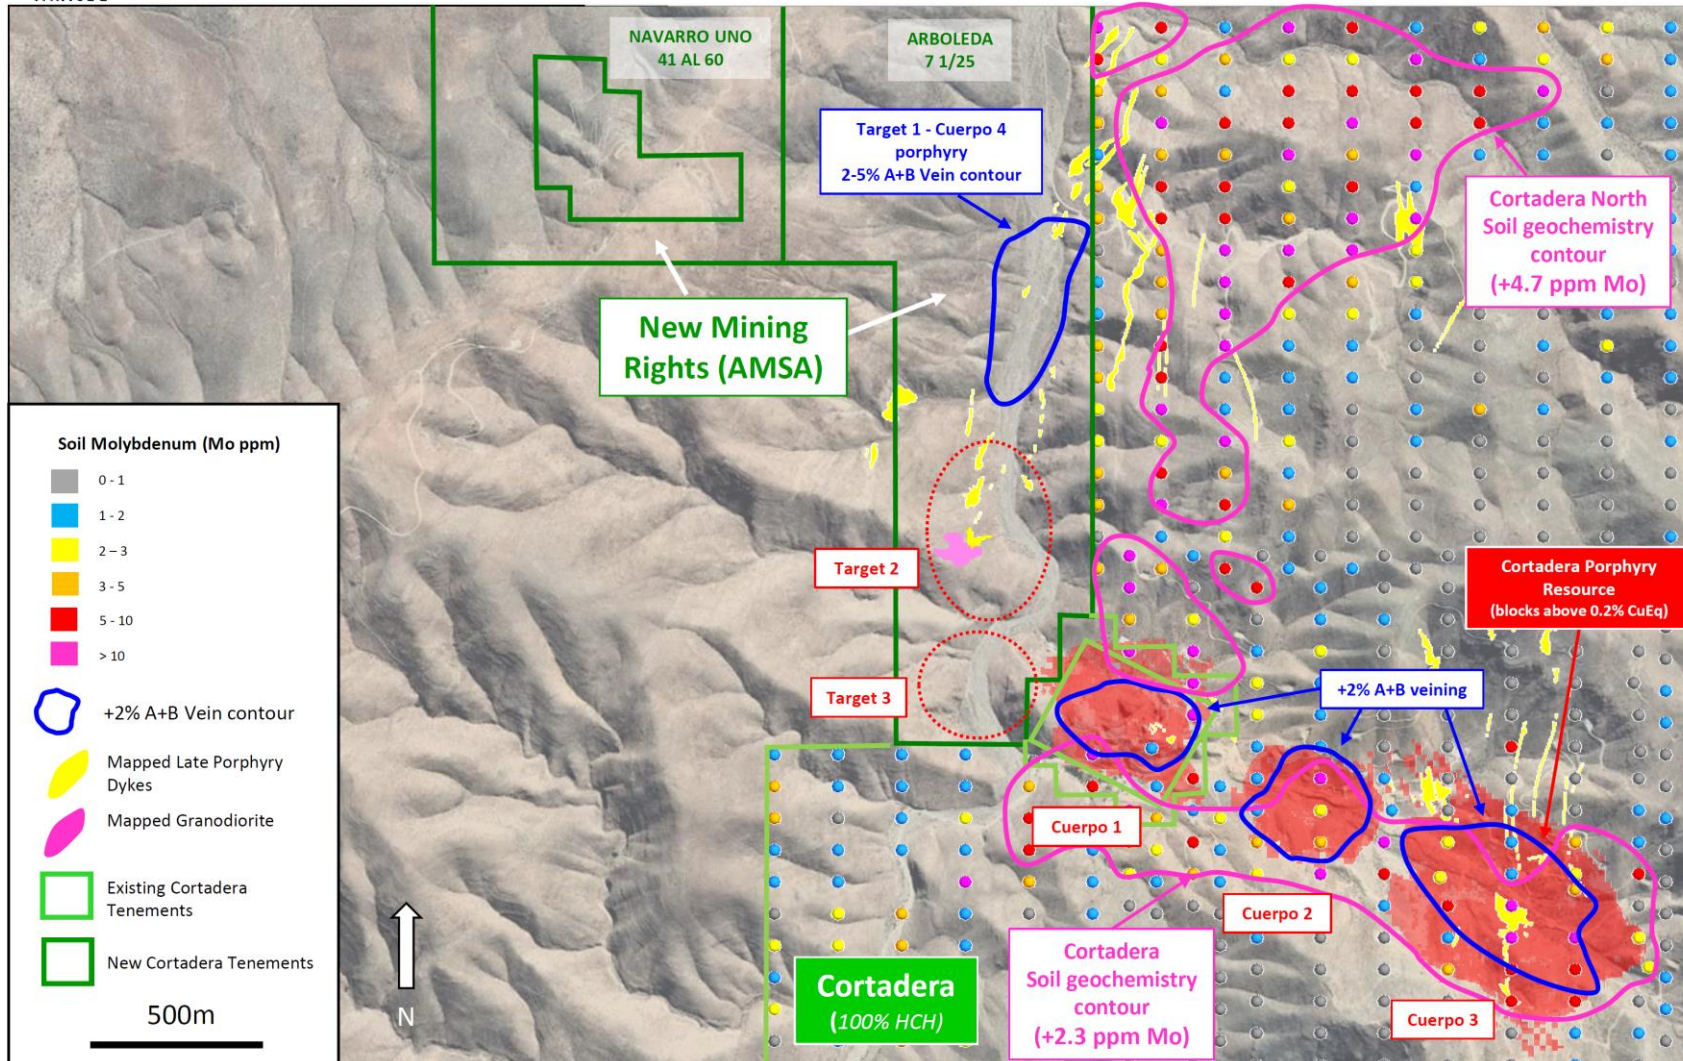 NAVARRO UNO
41 AL 60
ARBOLEDA
7 1/25
Target 1 - Cuerpo 4
porphyry
2-5% A+B Vein contour
Cortadera North
Soil geochemistry
contour
(+4.7 ppm Mo)
New Mining
Rights (AMSA)
Soil Molybdenum (Mo ppm)
0 - 1
1 - 2
2 – 3
3 - 5
5 - 10
> 10
+2% A+B Vein contour
Mapped Late Porphyry
Dykes
Mapped Granodiorite
Existing Cortadera
Tenements
New Cortadera Tenements
500m
N
Target 2
Target 3
Cortadera Porphyry
Resource
(blocks above 0.2% CuEq)
+2% A+B veining
Cuerpo 1
Cuerpo 2
Cuerpo 3
Cortadera
(100% HCH)
Cortadera
Soil geochemistry
contour
(+2.3 ppm Mo)